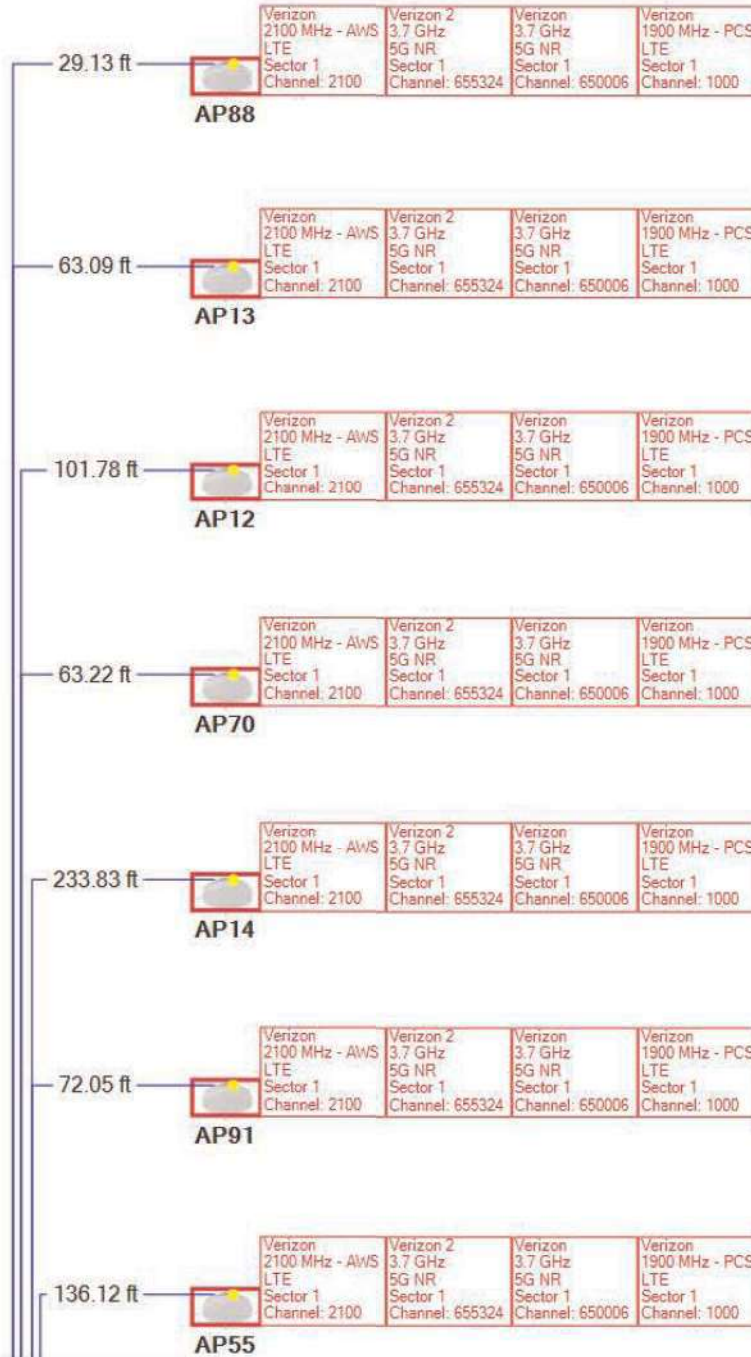 Verizon
2100 MHz - AWS
LTE
Sector 1
Channel: 2100
Verizon 2
3.7 GHz
5G NR
Sector 1
Channel: 655324
Verizon
3.7 GHz
5G NR
Sector 1
Channel: 650006
Verizon
1900 MHz - PCS
LTE
Sector 1
Channel: 1000
29.13 ft
AP88
Verizon
2100 MHz - AWS
LTE
Sector 1
Channel: 2100
Verizon 2
3.7 GHz
5G NR
Sector 1
Channel: 655324
Verizon
3.7 GHz
5G NR
Sector 1
Channel: 650006
Verizon
1900 MHz - PCS
LTE
Sector 1
Channel: 1000
63.09 ft
AP13
Verizon
2100 MHz - AWS
LTE
Sector 1
Channel: 2100
Verizon 2
3.7 GHz
5G NR
Sector 1
Channel: 655324
Verizon
3.7 GHz
5G NR
Sector 1
Channel: 650006
Verizon
1900 MHz - PCS
LTE
Sector 1
Channel: 1000
101.78 ft
AP12
Verizon
2100 MHz - AWS
LTE
Sector 1
Channel: 2100
Verizon 2
3.7 GHz
5G NR
Sector 1
Channel: 655324
Verizon
3.7 GHz
5G NR
Sector 1
Channel: 650006
Verizon
1900 MHz - PCS
LTE
Sector 1
Channel: 1000
63.22 ft
AP70
Verizon
2100 MHz - AWS
LTE
Sector 1
Channel: 2100
Verizon 2
3.7 GHz
5G NR
Sector 1
Channel: 655324
Verizon
3.7 GHz
5G NR
Sector 1
Channel: 650006
Verizon
1900 MHz - PCS
LTE
Sector 1
Channel: 1000
233.83 ft
AP14
Verizon
2100 MHz - AWS
LTE
Sector 1
Channel: 2100
Verizon 2
3.7 GHz
5G NR
Sector 1
Channel: 655324
Verizon
3.7 GHz
5G NR
Sector 1
Channel: 650006
Verizon
1900 MHz - PCS
LTE
Sector 1
Channel: 1000
72.05 ft
AP91
Verizon
2100 MHz - AWS
LTE
Sector 1
Channel: 2100
Verizon 2
3.7 GHz
5G NR
Sector 1
Channel: 655324
Verizon
3.7 GHz
5G NR
Sector 1
Channel: 650006
Verizon
1900 MHz - PCS
LTE
Sector 1
Channel: 1000
136.12 ft
AP55